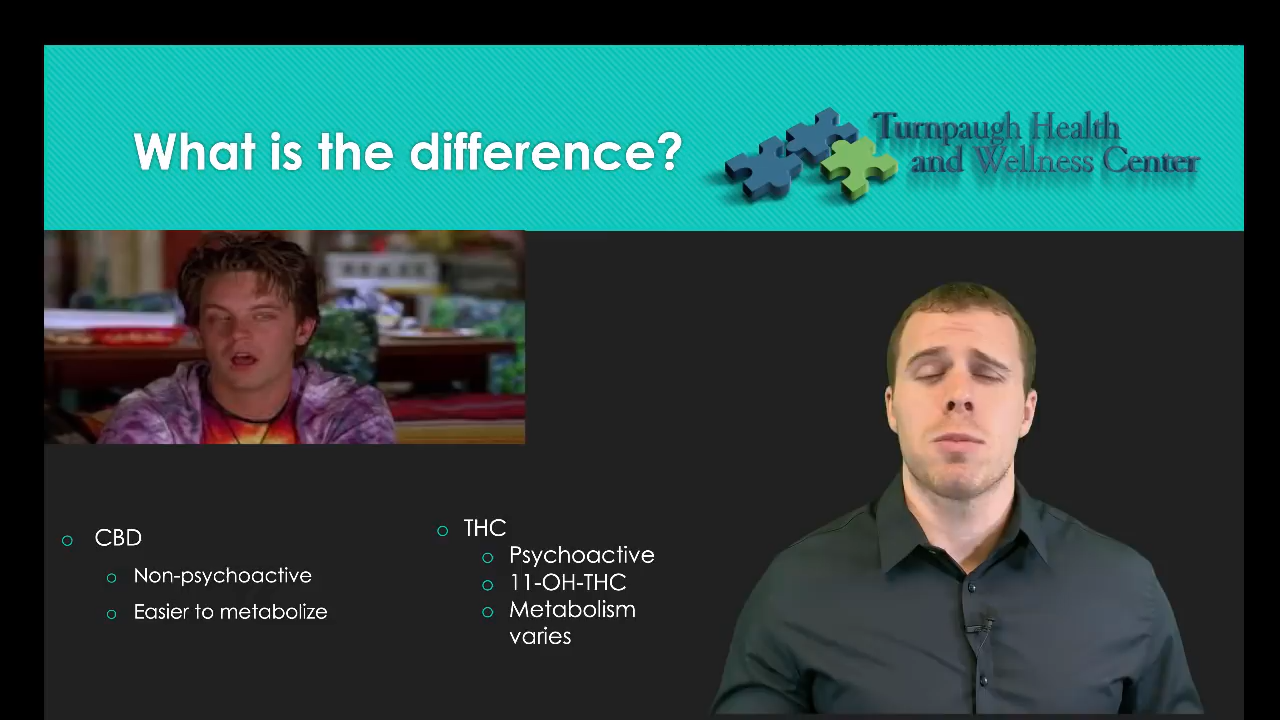 What is the difference?
Turnpaugh Health
and Wellness Center
CBD
Non-psychoactive
Easier to metabolize
THC
Psychoactive
11-OH-THC
Metabolism
varies